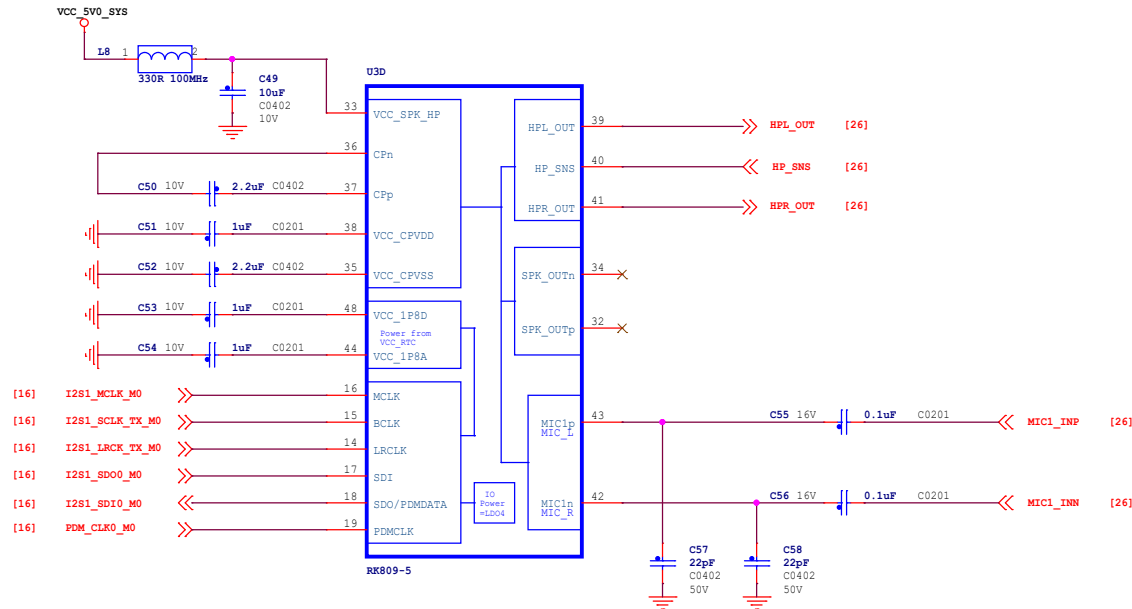 VCC_5V0_SYS
L8 1 2
330R 100MHz
C49
10uF
C0402
10V
U3D
33 VCC_SPK_HP
36 CPn
C50 10V 2.2uF C0402 37 CPp
C51 10V 1uF C0201 38 VCC_CPVDD
C52 10V 2.2uF C0402 35 VCC_CPVSS
C53 10V 1uF C0201 48 VCC_1P8D
Power from
VCC_RTC
C54 10V 1uF C0201 44 VCC_1P8A
[16] I2S1_MCLK_M0 16 MCLK
[16] I2S1_SCLK_TX_M0 15 BCLK
[16] I2S1_LRCK_TX_M0 14 LRCLK
[16] I2S1_SDO0_M0 17 SDI
[16] I2S1_SDI0_M0 18 SDO/PDMDATA
[16] PDM_CLK0_M0 19 PDMCLK
IO
Power
=LDO4
RK809-5
HPL_OUT 39 HPL_OUT [26]
HP_SNS 40 HP_SNS [26]
HPR_OUT 41 HPR_OUT [26]
SPK_OUTn 34
SPK_OUTp 32
MIC1p 43 C55 16V 0.1uF C0201 MIC1_INP [26]
MIC_L
MIC1n 42 C56 16V 0.1uF C0201 MIC1_INN [26]
MIC_R
C57
22pF
C0402
50V
C58
22pF
C0402
50V